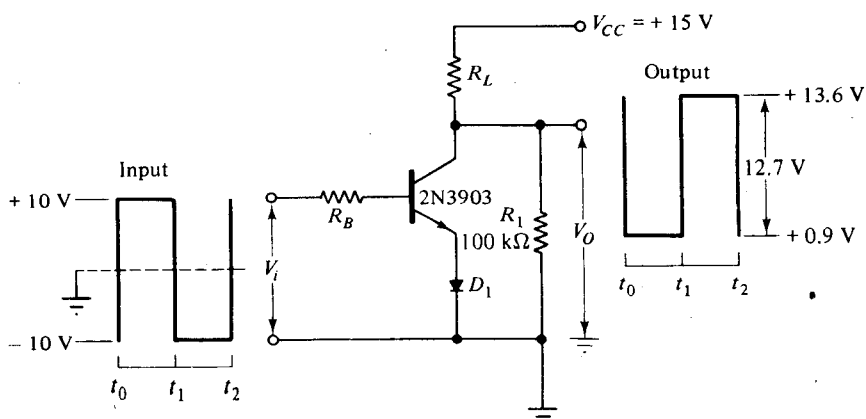 V_CC = + 15 V
R_L
Output
+ 13.6 V
12.7 V
+ 0.9 V
t_0 t_1 t_2
Input
+ 10 V
− 10 V
t_0 t_1 t_2
V_i
R_B
2N3903
R_1
100 kΩ
D_1
V_O